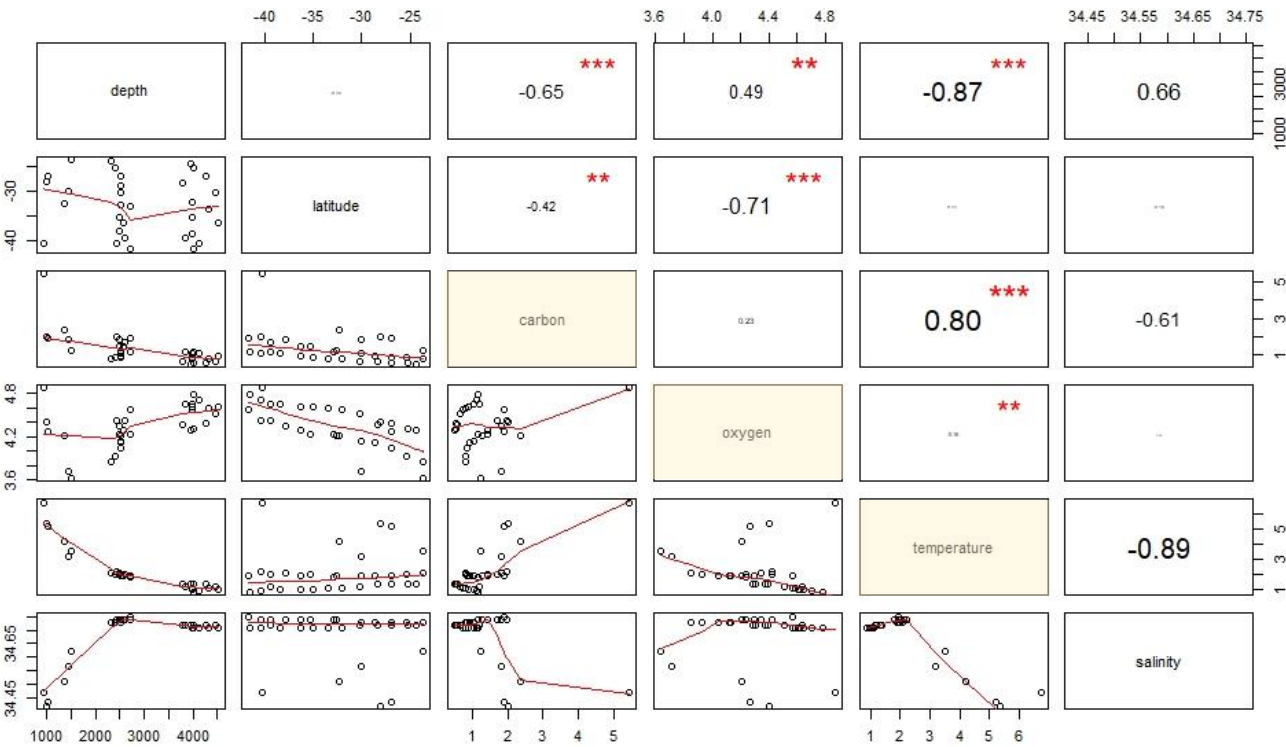 -40 -35 -30 -25 3.6 4.0 4.4 4.8 34.45 34.55 34.65 34.75
depth
-0.65 ***
0.49 **
-0.87 ***
0.66
1000 3000
-40 -30
latitude
-0.42 **
-0.71 ***
carbon
0.23
0.80 ***
-0.61
1 3 5
3.6 4.2 4.8
oxygen
**
temperature
-0.89
1 3 5
34.45 34.65
salinity
1000 2000 3000 4000 1 2 3 4 5 1 2 3 4 5 6